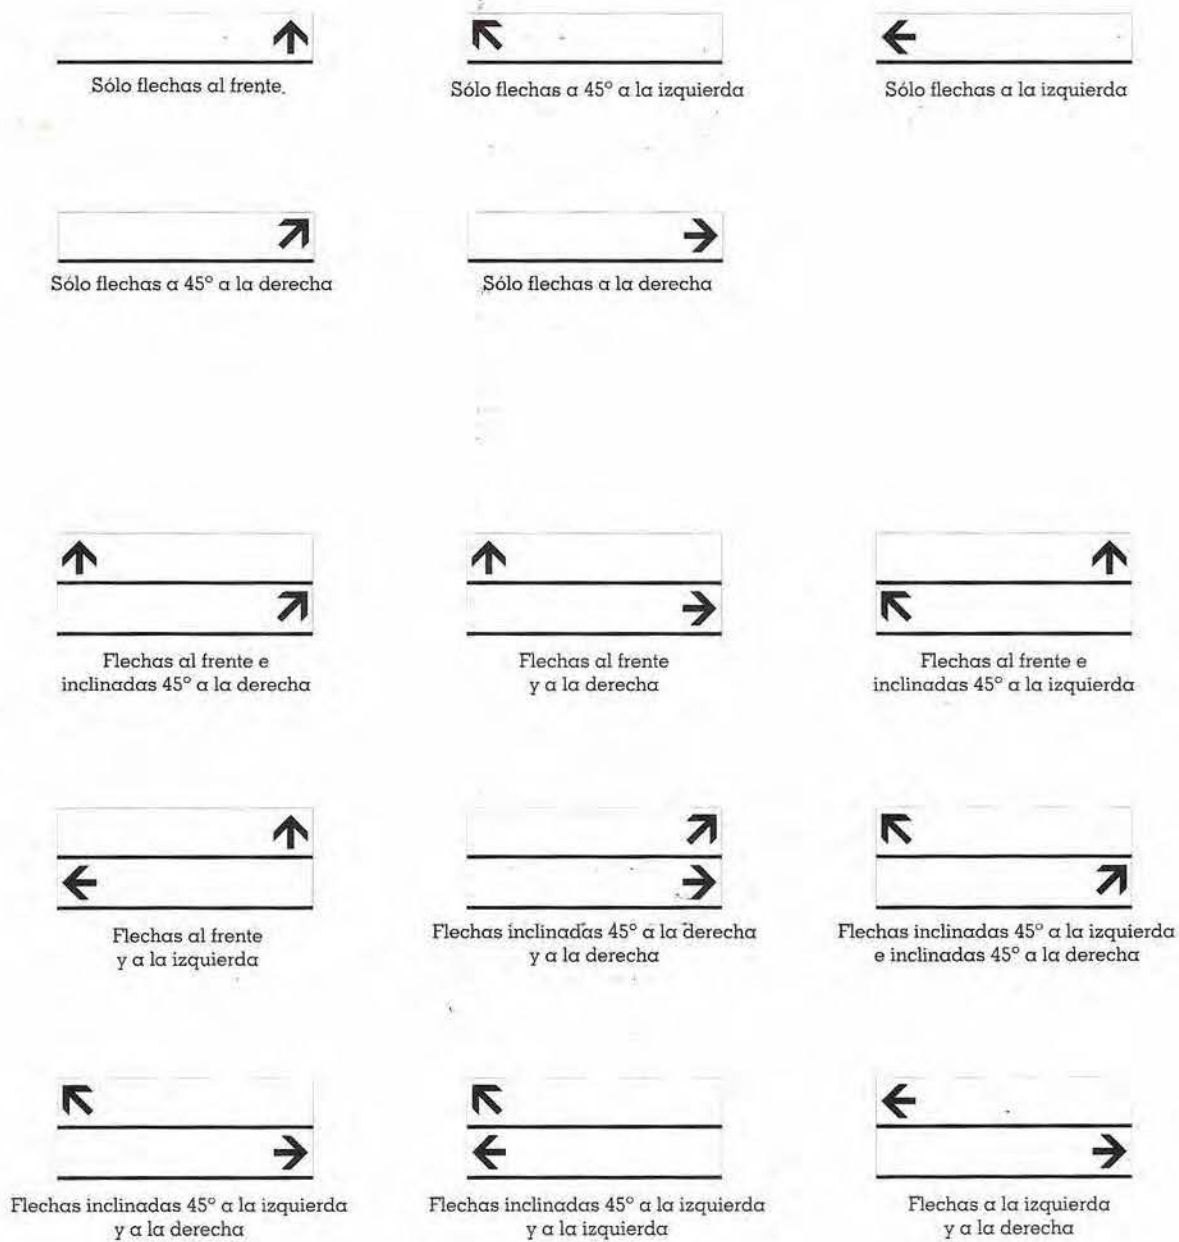 Sólo flechas al frente
Sólo flechas a 45° a la izquierda
Sólo flechas a la izquierda
Sólo flechas a 45° a la derecha
Sólo flechas a la derecha
Flechas al frente e
inclinadas 45° a la derecha
Flechas al frente
y a la derecha
Flechas al frente e
inclinadas 45° a la izquierda
Flechas al frente
y a la izquierda
Flechas inclinadas 45° a la derecha
y a la derecha
Flechas inclinadas 45° a la izquierda
e inclinadas 45° a la derecha
Flechas inclinadas 45° a la izquierda
y a la derecha
Flechas inclinadas 45° a la izquierda
y a la izquierda
Flechas a la izquierda
y a la derecha